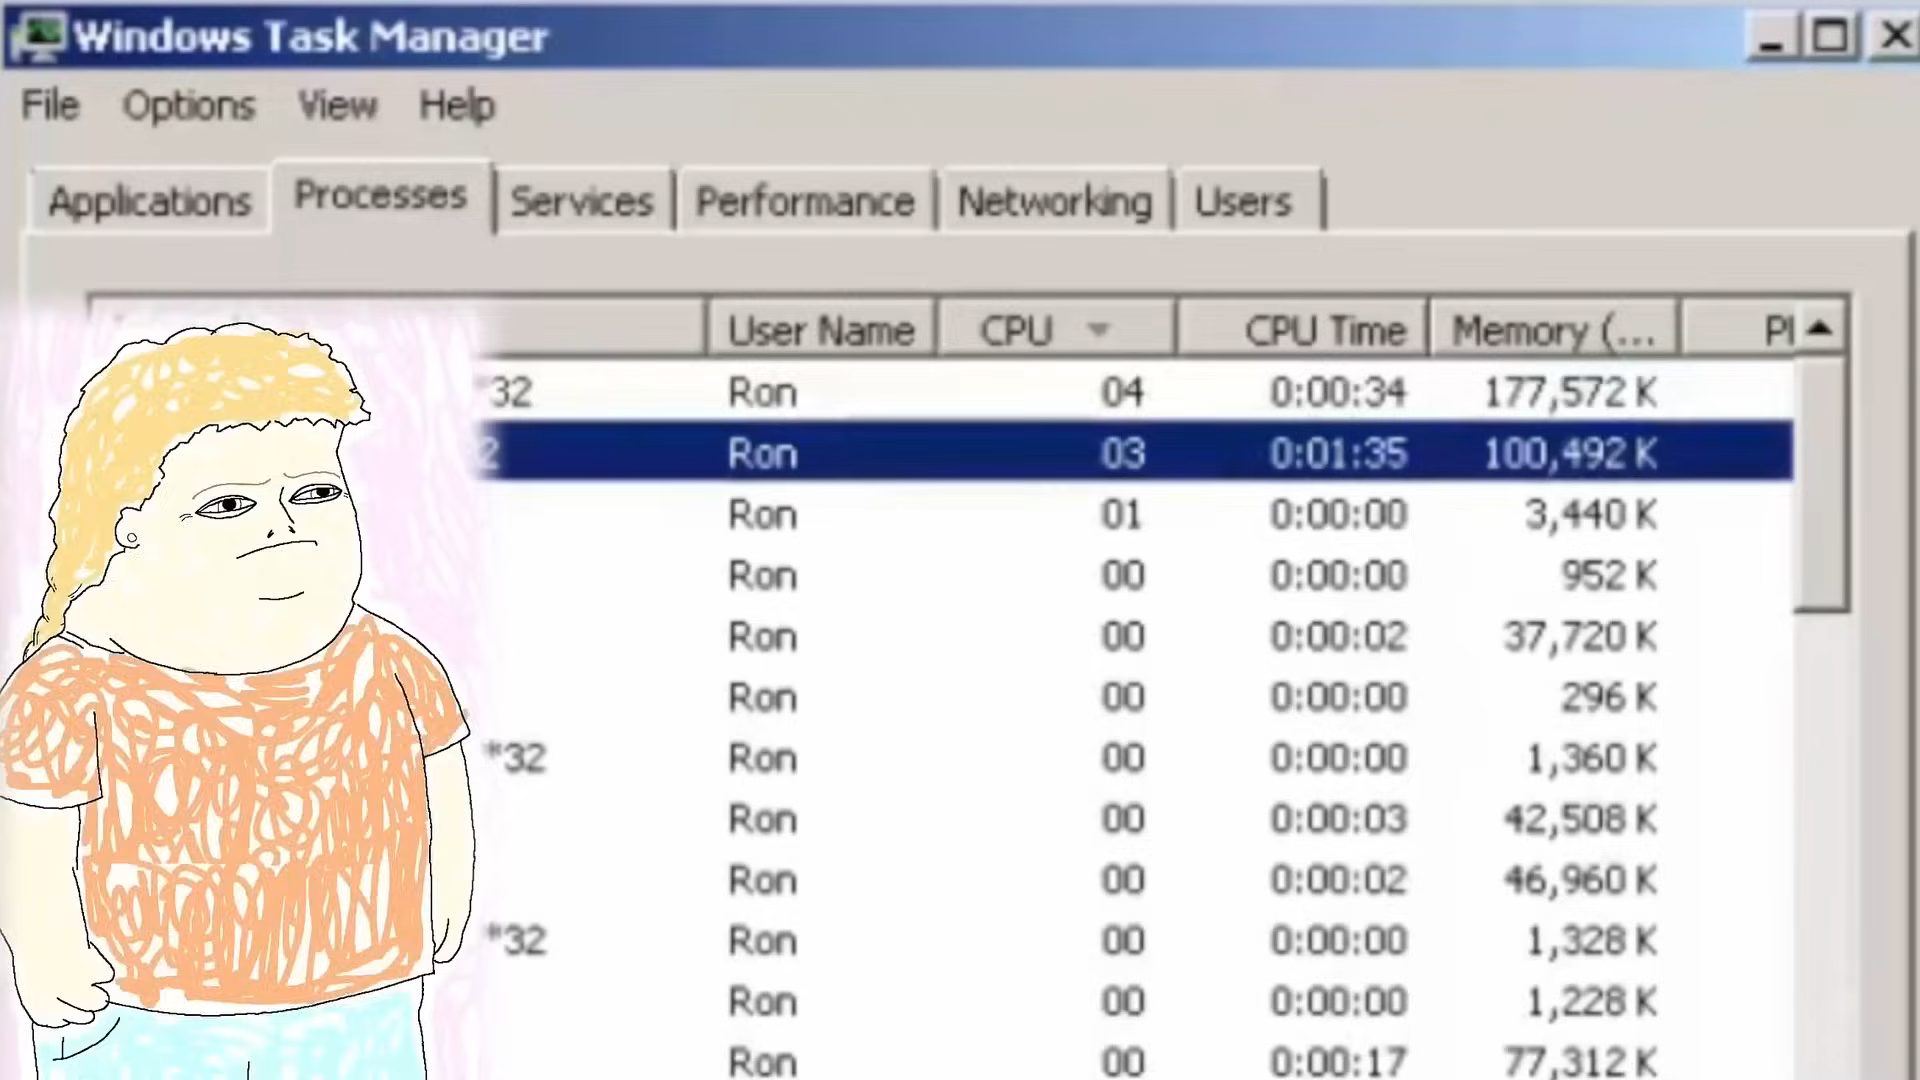 Windows Task Manager
File Options View Help
Applications Processes Services Performance Networking Users
User Name CPU CPU Time Memory (...
*32 Ron 04 0:00:34 177,572 K
2 Ron 03 0:01:35 100,492 K
Ron 01 0:00:00 3,440 K
Ron 00 0:00:00 952 K
Ron 00 0:00:02 37,720 K
Ron 00 0:00:00 296 K
*32 Ron 00 0:00:00 1,360 K
Ron 00 0:00:03 42,508 K
Ron 00 0:00:02 46,960 K
*32 Ron 00 0:00:00 1,328 K
Ron 00 0:00:00 1,228 K
Ron 00 0:00:17 77,312 K